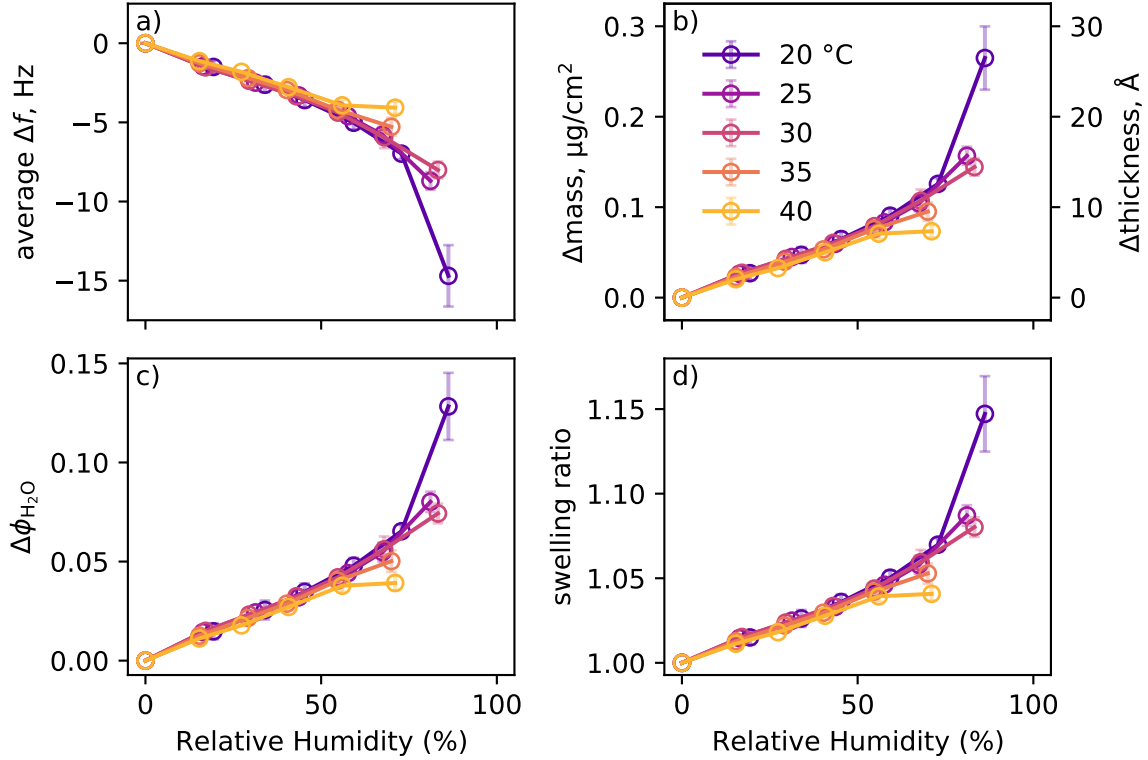 a)
0
−5
−10
−15
average Δf, Hz
b)
0.3
0.2
0.1
0.0
Δmass, μg/cm²
30
20
10
0
Δthickness, Å
20 °C
25
30
35
40
c)
0.15
0.10
0.05
0.00
Δϕ_H₂O
0
50
100
Relative Humidity (%)
d)
1.15
1.10
1.05
1.00
swelling ratio
0
50
100
Relative Humidity (%)